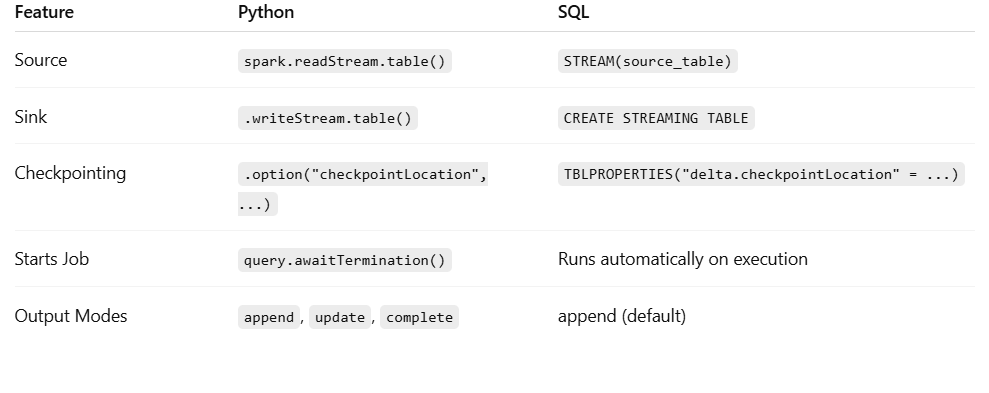 Feature Python SQL
Source spark.readStream.table() STREAM(source_table)
Sink .writeStream.table() CREATE STREAMING TABLE
Checkpointing .option("checkpointLocation", TBLPROPERTIES("delta.checkpointLocation" = ...)
...)
Starts Job query.awaitTermination() Runs automatically on execution
Output Modes append, update, complete append (default)